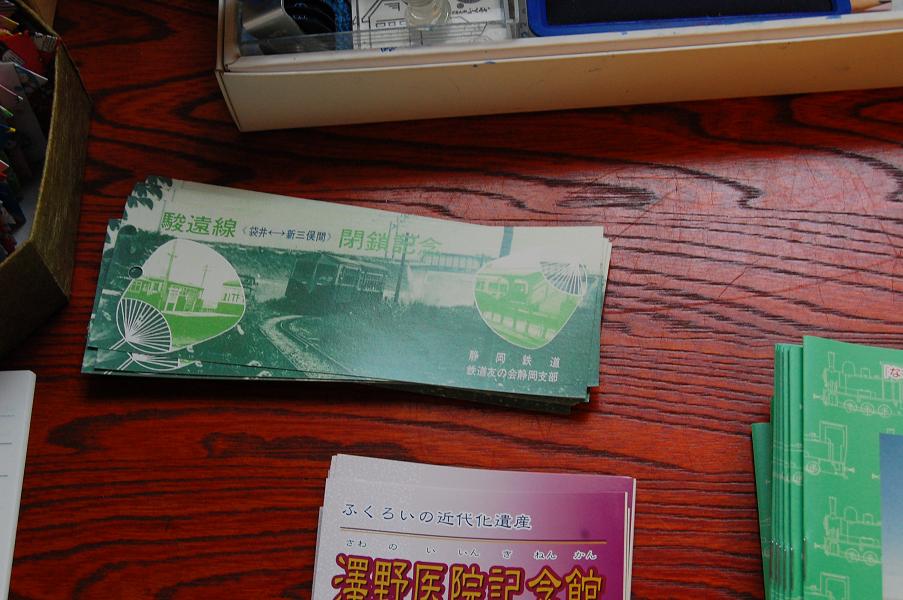 駿遠線《袋井←→新三俣間》閉鎖記念
静岡鉄道
鉄道友の会静岡支部
ふくろいの近代化遺産
さわ の い いん き ねん かん
澤野医院記念館
な